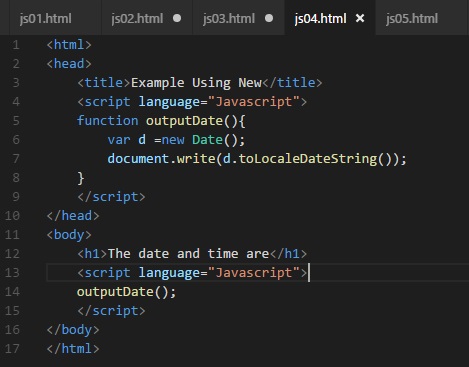 js01.html js02.html js03.html js04.html js05.html
1 <html>
2 <head>
3     <title>Example Using New</title>
4     <script language="Javascript">
5     function outputDate(){
6         var d =new Date();
7         document.write(d.toLocaleDateString());
8     }
9     </script>
10 </head>
11 <body>
12     <h1>The date and time are</h1>
13     <script language="Javascript">
14     outputDate();
15     </script>
16 </body>
17 </html>